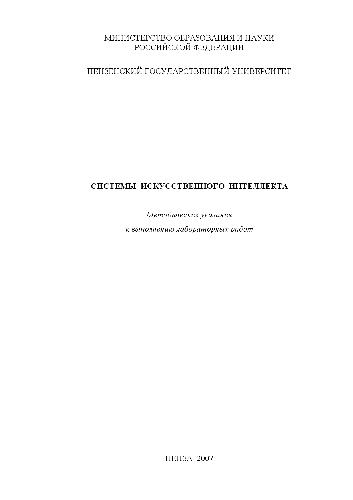 МИНИСТЕРСТВО ОБРАЗОВАНИЯ И НАУКИ
РОССИЙСКОЙ ФЕДЕРАЦИИ
ПЕНЗЕНСКИЙ ГОСУДАРСТВЕННЫЙ УНИВЕРСИТЕТ
СИСТЕМЫ ИСКУССТВЕННОГО ИНТЕЛЛЕКТА
Методические указания
к выполнению лабораторных работ
ПЕНЗА 2007